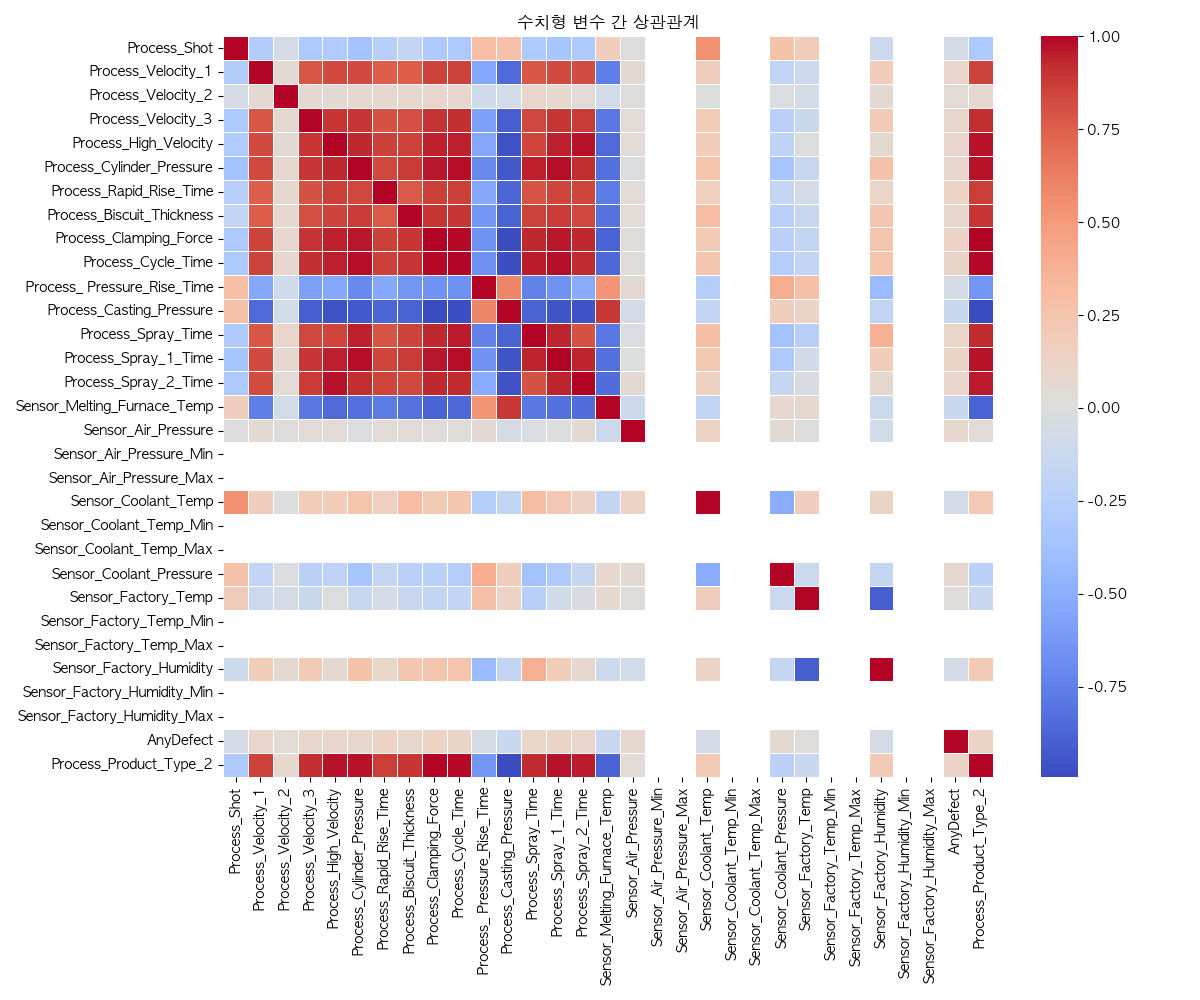 수치형 변수 간 상관관계
Process_Shot
Process_Velocity_1
Process_Velocity_2
Process_Velocity_3
Process_High_Velocity
Process_Cylinder_Pressure
Process_Rapid_Rise_Time
Process_Biscuit_Thickness
Process_Clamping_Force
Process_Cycle_Time
Process_ Pressure_Rise_Time
Process_Casting_Pressure
Process_Spray_Time
Process_Spray_1_Time
Process_Spray_2_Time
Sensor_Melting_Furnace_Temp
Sensor_Air_Pressure
Sensor_Air_Pressure_Min
Sensor_Air_Pressure_Max
Sensor_Coolant_Temp
Sensor_Coolant_Temp_Min
Sensor_Coolant_Temp_Max
Sensor_Coolant_Pressure
Sensor_Factory_Temp
Sensor_Factory_Temp_Min
Sensor_Factory_Temp_Max
Sensor_Factory_Humidity
Sensor_Factory_Humidity_Min
Sensor_Factory_Humidity_Max
AnyDefect
Process_Product_Type_2
Process_Shot
Process_Velocity_1
Process_Velocity_2
Process_Velocity_3
Process_High_Velocity
Process_Cylinder_Pressure
Process_Rapid_Rise_Time
Process_Biscuit_Thickness
Process_Clamping_Force
Process_Cycle_Time
Process_ Pressure_Rise_Time
Process_Casting_Pressure
Process_Spray_Time
Process_Spray_1_Time
Process_Spray_2_Time
Sensor_Melting_Furnace_Temp
Sensor_Air_Pressure
Sensor_Air_Pressure_Min
Sensor_Air_Pressure_Max
Sensor_Coolant_Temp
Sensor_Coolant_Temp_Min
Sensor_Coolant_Temp_Max
Sensor_Coolant_Pressure
Sensor_Factory_Temp
Sensor_Factory_Temp_Min
Sensor_Factory_Temp_Max
Sensor_Factory_Humidity
Sensor_Factory_Humidity_Min
Sensor_Factory_Humidity_Max
AnyDefect
Process_Product_Type_2
1.00
0.75
0.50
0.25
0.00
-0.25
-0.50
-0.75